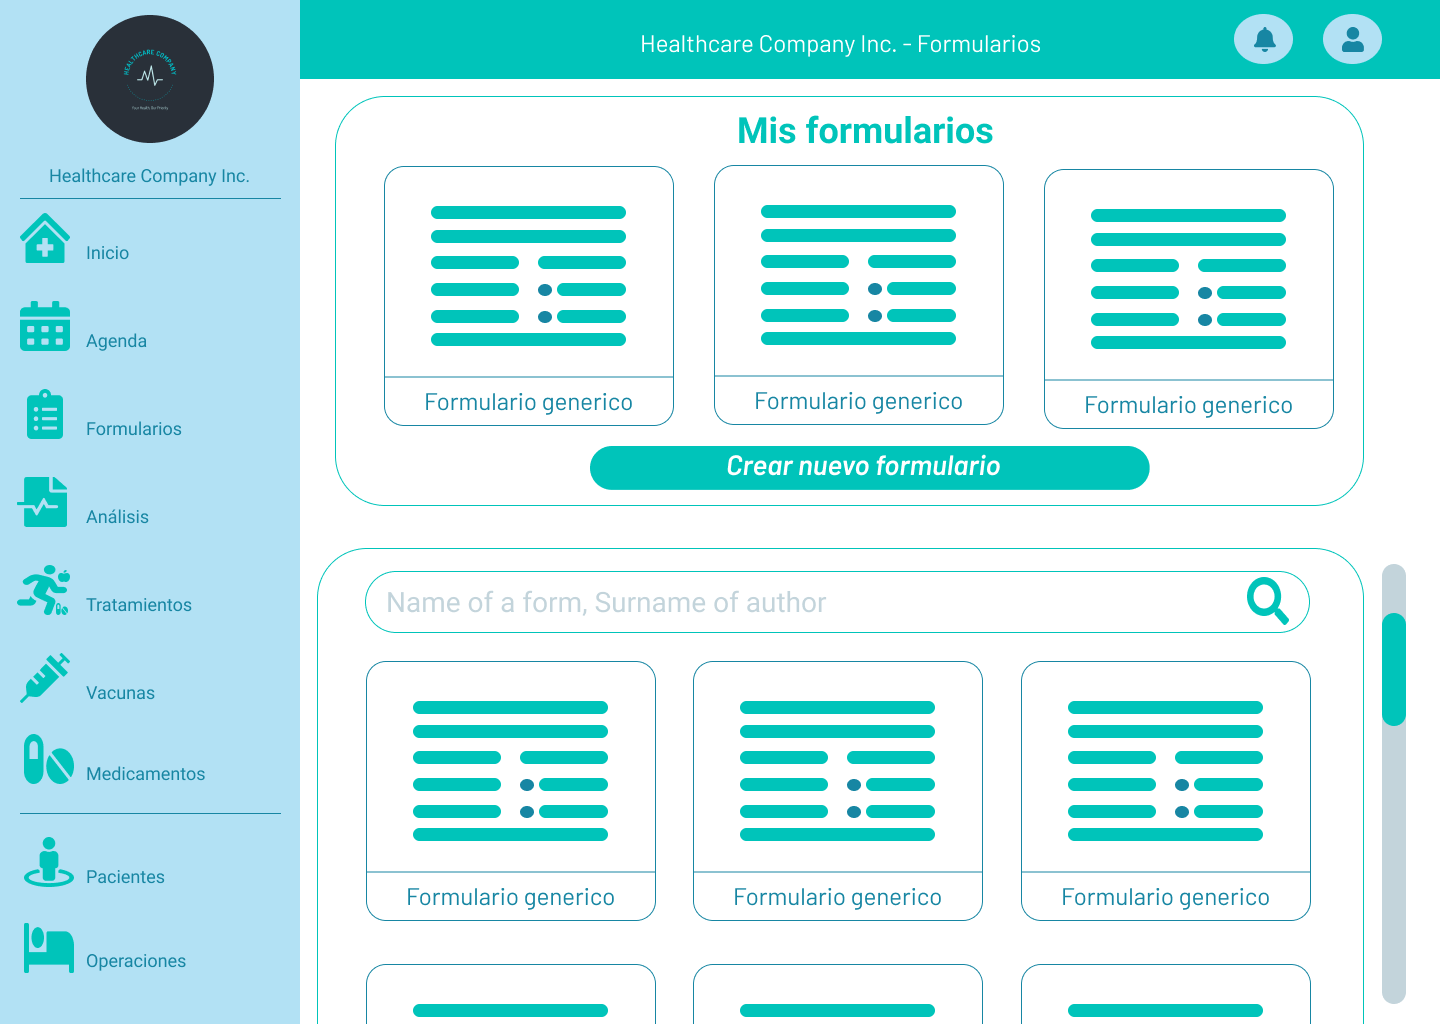 HEALTHCARE COMPANY
Your Health Our Priority
Healthcare Company Inc.
Inicio
Agenda
Formularios
Análisis
Tratamientos
Vacunas
Medicamentos
Pacientes
Operaciones
Healthcare Company Inc. - Formularios
Mis formularios
Formulario generico
Formulario generico
Formulario generico
Crear nuevo formulario
Name of a form, Surname of author
Formulario generico
Formulario generico
Formulario generico